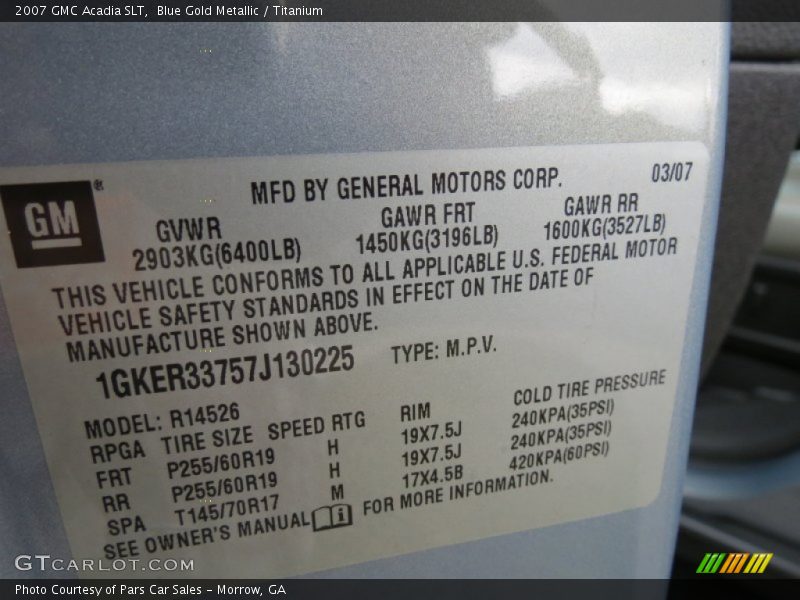 2007 GMC Acadia SLT,  Blue Gold Metallic / Titanium
GM®
MFD BY GENERAL MOTORS CORP.
03/07
GVWR
GAWR FRT
GAWR RR
2903KG(6400LB)
1450KG(3196LB)
1600KG(3527LB)
THIS VEHICLE CONFORMS TO ALL APPLICABLE U.S. FEDERAL MOTOR
VEHICLE SAFETY STANDARDS IN EFFECT ON THE DATE OF
MANUFACTURE SHOWN ABOVE.
1GKER33757J130225 TYPE: M.P.V.
MODEL: R14526
RPGA TIRE SIZE SPEED RTG RIM COLD TIRE PRESSURE
FRT P255/60R19 H 19X7.5J 240KPA(35PSI)
RR P255/60R19 H 19X7.5J 240KPA(35PSI)
SPA T145/70R17 M 17X4.5B 420KPA(60PSI)
SEE OWNER'S MANUAL i FOR MORE INFORMATION.
GTCARLOT.COM
Photo Courtesy of Pars Car Sales - Morrow, GA